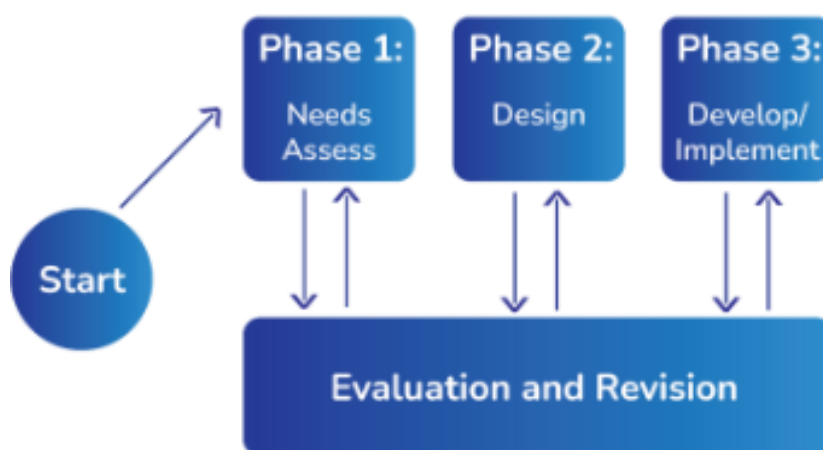 Phase 1:
Needs
Assess
Phase 2:
Design
Phase 3:
Develop/
Implement
Start
Evaluation and Revision